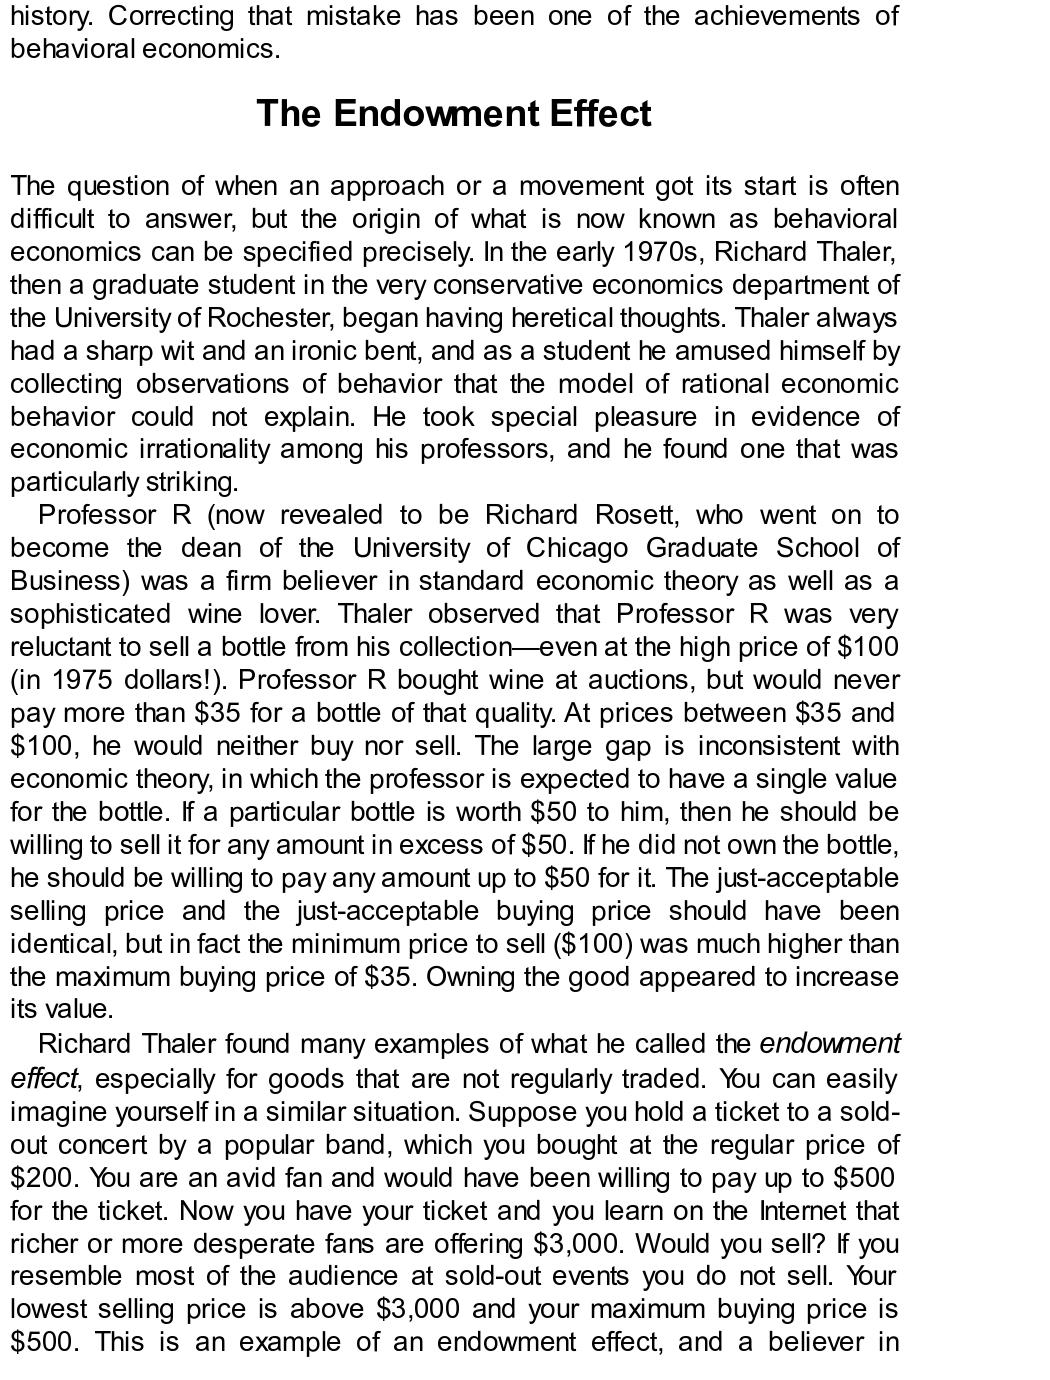 history. Correcting that mistake has been one of the achievements of
behavioral economics.
The Endowment Effect
The question of when an approach or a movement got its start is often
difficult to answer, but the origin of what is now known as behavioral
economics can be specified precisely. In the early 1970s, Richard Thaler,
then a graduate student in the very conservative economics department of
the University of Rochester, began having heretical thoughts. Thaler always
had a sharp wit and an ironic bent, and as a student he amused himself by
collecting observations of behavior that the model of rational economic
behavior could not explain. He took special pleasure in evidence of
economic irrationality among his professors, and he found one that was
particularly striking.
Professor R (now revealed to be Richard Rosett, who went on to
become the dean of the University of Chicago Graduate School of
Business) was a firm believer in standard economic theory as well as a
sophisticated wine lover. Thaler observed that Professor R was very
reluctant to sell a bottle from his collection—even at the high price of $100
(in 1975 dollars!). Professor R bought wine at auctions, but would never
pay more than $35 for a bottle of that quality. At prices between $35 and
$100, he would neither buy nor sell. The large gap is inconsistent with
economic theory, in which the professor is expected to have a single value
for the bottle. If a particular bottle is worth $50 to him, then he should be
willing to sell it for any amount in excess of $50. If he did not own the bottle,
he should be willing to pay any amount up to $50 for it. The just-acceptable
selling price and the just-acceptable buying price should have been
identical, but in fact the minimum price to sell ($100) was much higher than
the maximum buying price of $35. Owning the good appeared to increase
its value.
Richard Thaler found many examples of what he called the endowment
effect, especially for goods that are not regularly traded. You can easily
imagine yourself in a similar situation. Suppose you hold a ticket to a sold-
out concert by a popular band, which you bought at the regular price of
$200. You are an avid fan and would have been willing to pay up to $500
for the ticket. Now you have your ticket and you learn on the Internet that
richer or more desperate fans are offering $3,000. Would you sell? If you
resemble most of the audience at sold-out events you do not sell. Your
lowest selling price is above $3,000 and your maximum buying price is
$500. This is an example of an endowment effect, and a believer in